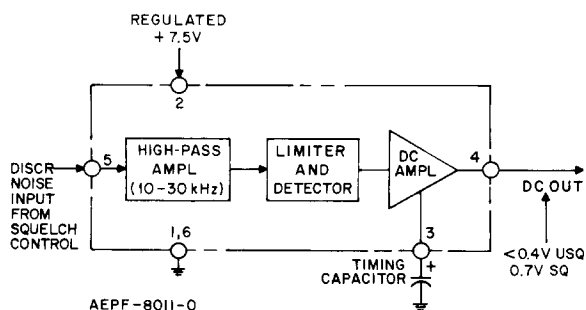 REGULATED
+7.5V
2
5
HIGH-PASS
AMPL
(10-30 kHz)
LIMITER
AND
DETECTOR
DC
AMPL
4
DISCR
NOISE
INPUT
FROM
SQUELCH
CONTROL
DC OUT
1,6
3
TIMING
CAPACITOR
+
<0.4V USQ
0.7V SQ
AEPF-8011-0